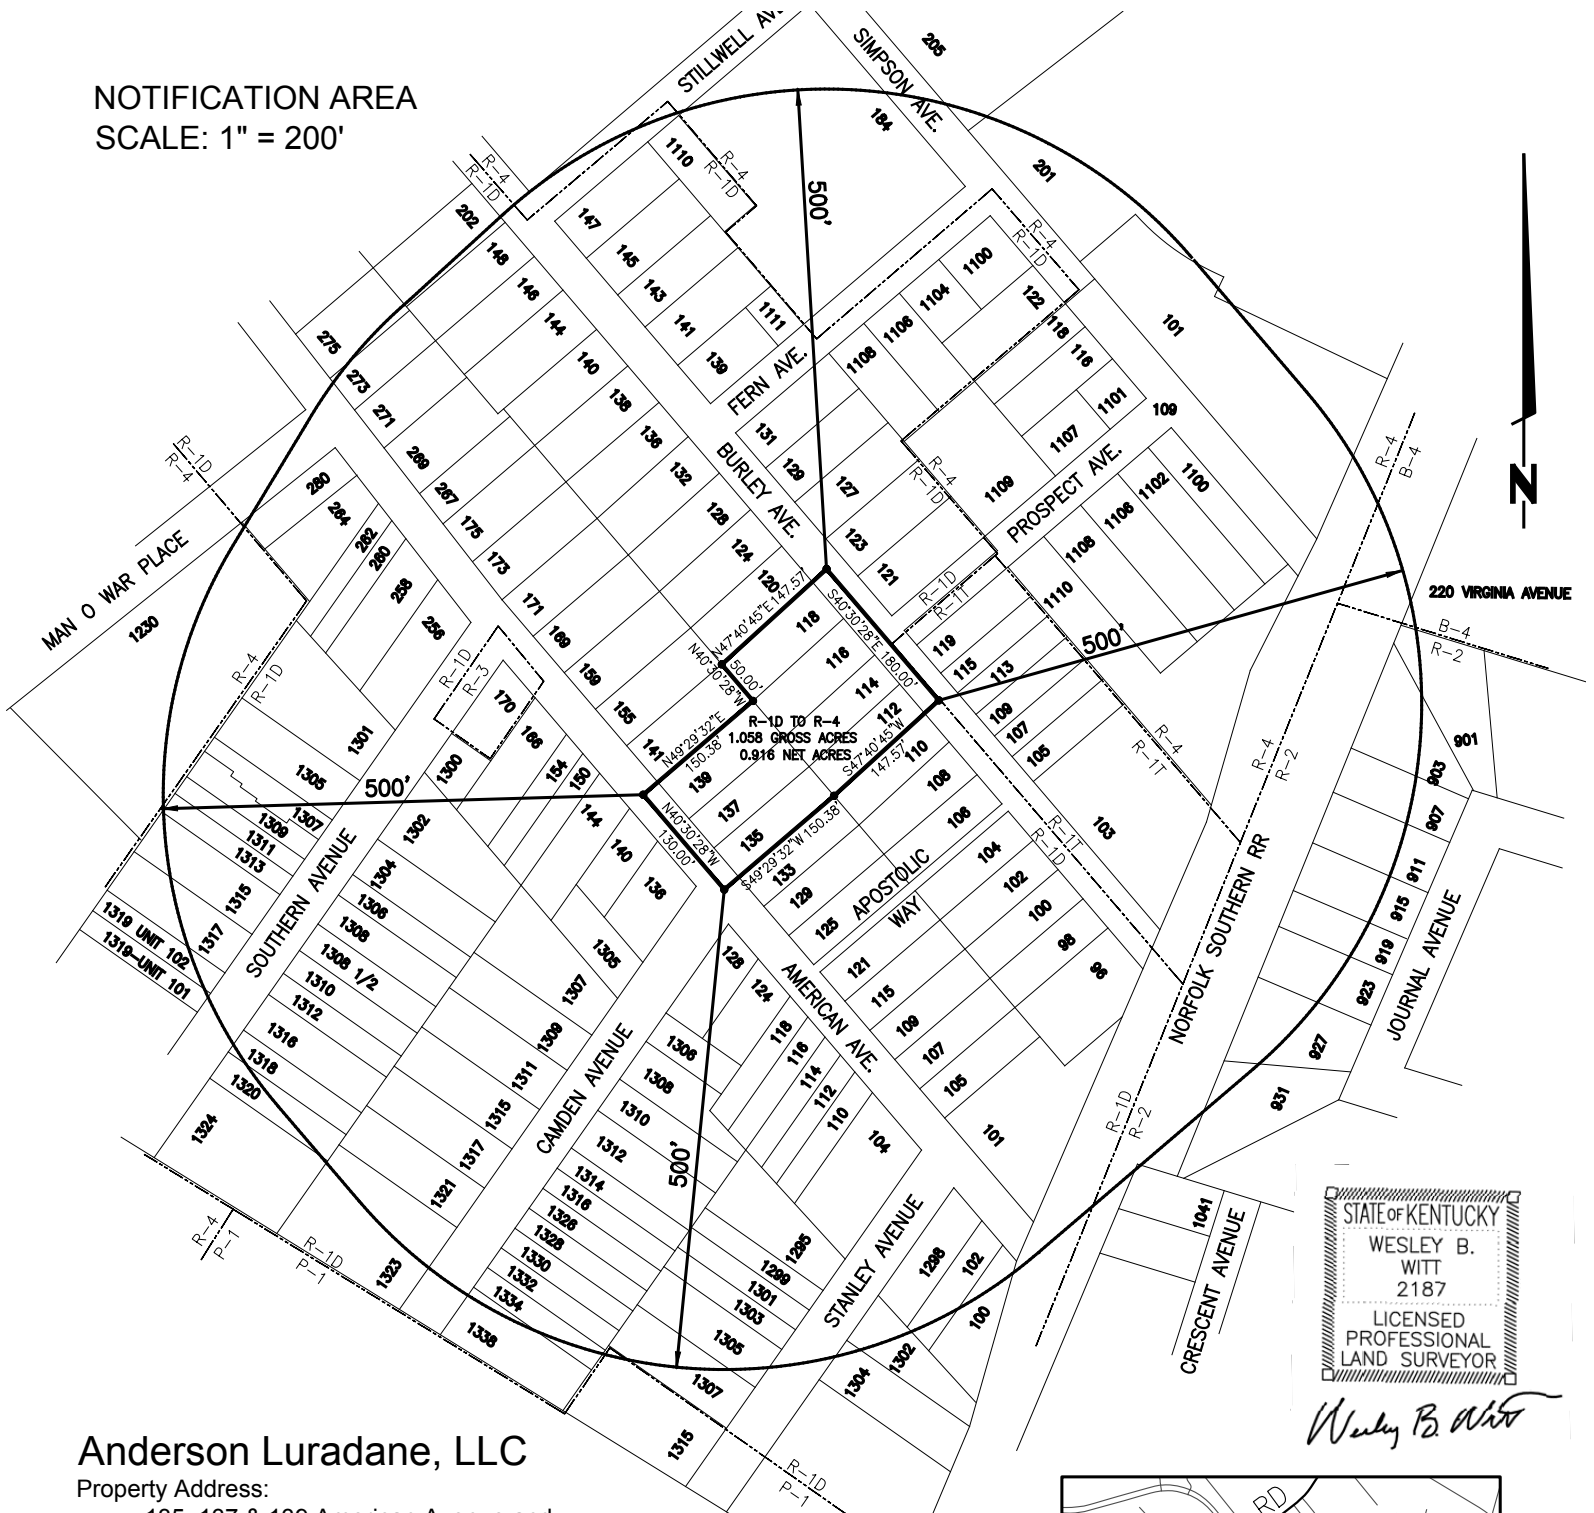 NOTIFICATION AREA
SCALE: 1" = 200'
STILLWELL
SIMPSON AVE.
205
184
201
R-4
R-1D
1110
R-4
R-1D
500'
202
147
145
143
141
139
1111
148
146
144
140
138
136
132
128
124
120
FERN AVE.
BURLEY AVE.
R-4
R-1D
1100
1104
1106
1108
122
118
116
1101
1107
109
1109
101
131
129
127
123
121
R-4
R-1D
PROSPECT AVE.
1100
1102
1106
1108
1110
R-4
B-4
275
273
271
269
267
175
173
171
169
159
155
141
R-1D
R-4
280
264
262
260
258
256
MAN O WAR PLACE
1230
R-4
R-1D
R-1D
R-3
170
166
154
150
144
140
136
220 VIRGINIA AVENUE
B-4
R-2
R-1D
R-1T
119
115
113
109
107
105
103
500'
N47°40'45"E 147.57'
S40°30'28"E 180.00'
N40°30'28"W
50.00'
118
116
114
112
R-1D TO R-4
1.058 GROSS ACRES
0.916 NET ACRES
N49°29'32"E
150.38'
S47°40'45"W
147.57'
139
137
135
N40°30'28"W
130.00'
S49°29'32"W 150.38'
110
108
106
133
129
125
APOSTOLIC
WAY
104
102
100
98
96
R-1T
R-1D
R-4
R-1T
R-4
R-2
901
903
907
911
915
919
923
927
931
JOURNAL AVENUE
NORFOLK SOUTHERN RR
1301
1305
1307
1309
1311
1313
1315
1317
1319 UNIT 102
1319-UNIT 101
500'
SOUTHERN AVENUE
1300
1302
1304
1306
1308
1308 1/2
1310
1312
1316
1318
1320
1324
1305
1307
1309
1311
1315
1317
1321
1323
CAMDEN AVENUE
128
124
118
116
114
112
110
104
AMERICAN AVE.
121
115
109
107
105
101
1306
1308
1310
1312
1314
1316
1326
1328
1330
1332
1334
1338
500'
1295
1299
1301
1303
1305
1307
1315
STANLEY AVENUE
1298
102
100
1302
1304
R-1D
R-2
1041
CRESCENT AVENUE
R-4
P-1
R-1D
P-1
R-1D
P-1
N
STATE OF KENTUCKY
WESLEY B.
WITT
2187
LICENSED
PROFESSIONAL
LAND SURVEYOR
Wesley B. Witt
Anderson Luradane, LLC
Property Address:
135, 137 & 139 American Avenue and
RD